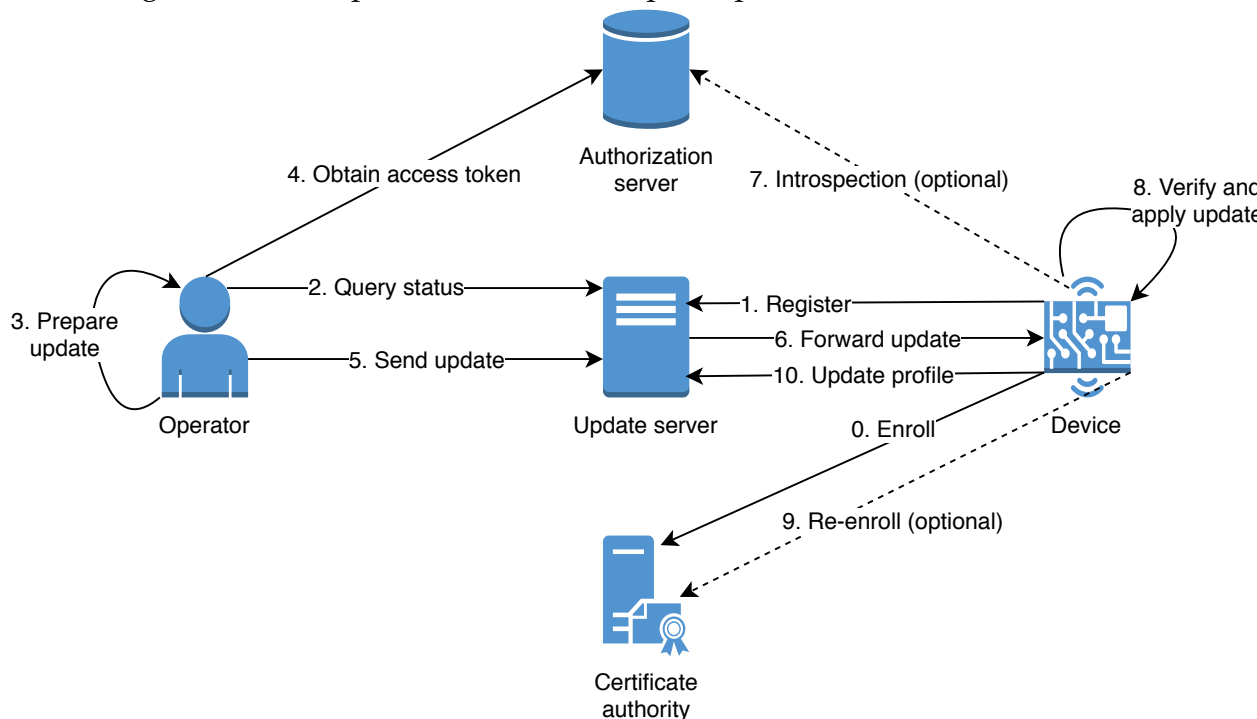 Authorization
server
4. Obtain access token
7. Introspection (optional)
8. Verify and
apply update
2. Query status
1. Register
3. Prepare
update
6. Forward update
5. Send update
10. Update profile
Operator
Update server
0. Enroll
Device
9. Re-enroll (optional)
Certificate
authority